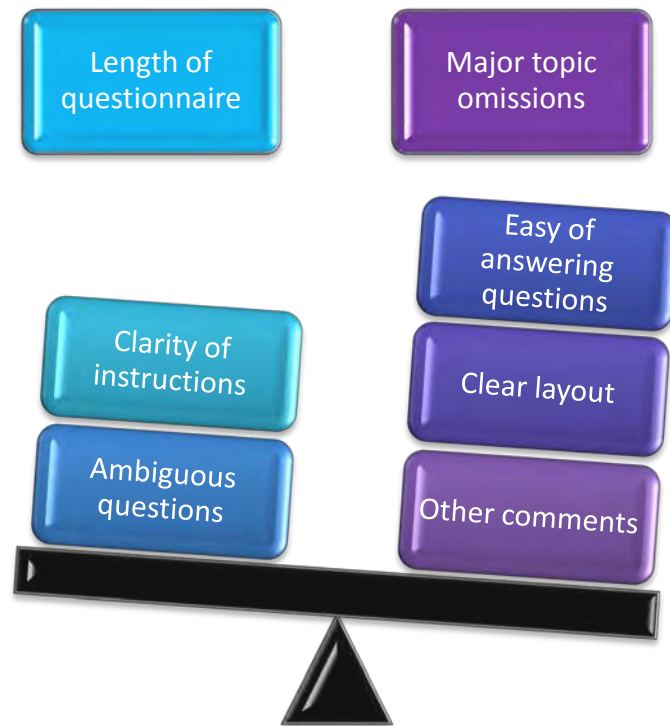 Length of
questionnaire
Major topic
omissions
Clarity of
instructions
Ambiguous
questions
Easy of
answering
questions
Clear layout
Other comments